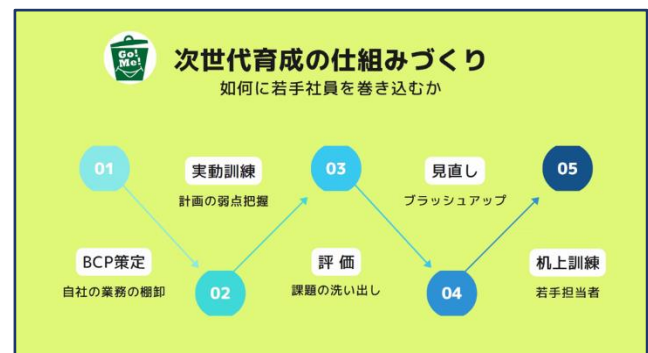 Go!
Me!
次世代育成の仕組みづくり
如何に若手社員を巻き込むか
01
BCP策定
自社の業務の棚卸
02
実動訓練
計画の弱点把握
03
評 価
課題の洗い出し
04
見直し
ブラッシュアップ
05
机上訓練
若手担当者